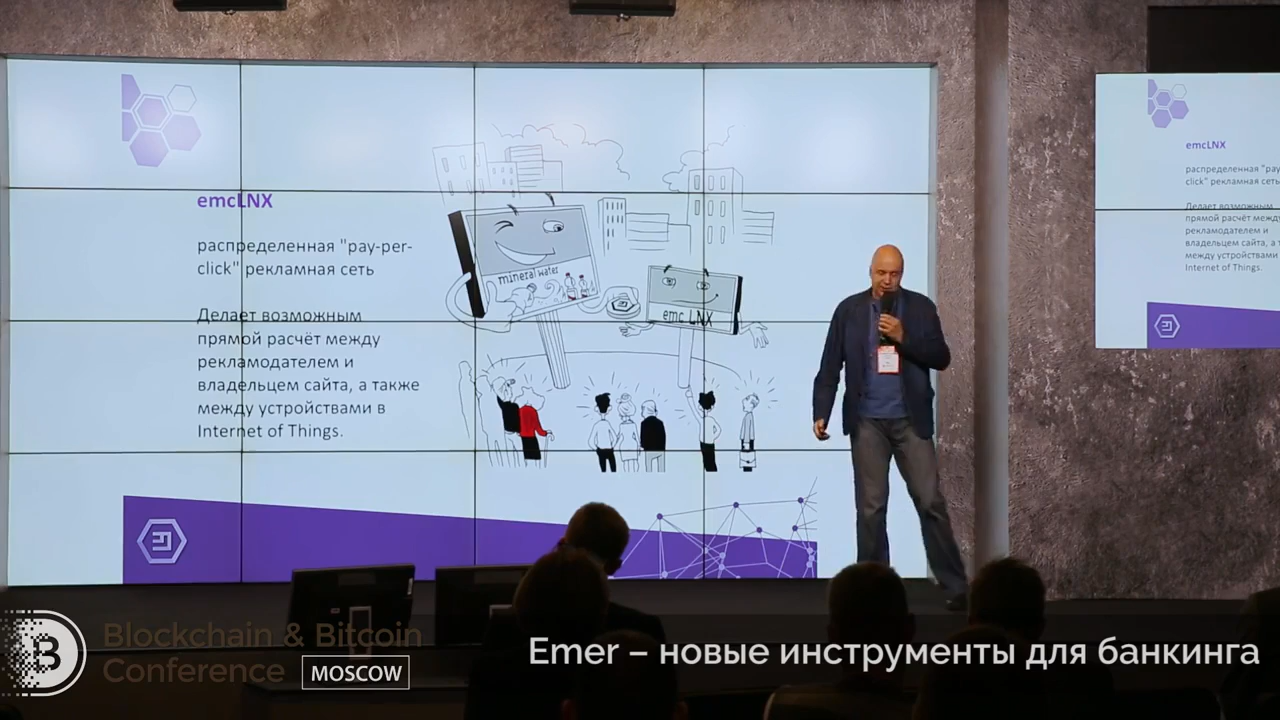 emcLNX
распределенная "pay-per-
click" рекламная сеть
Делает возможным
прямой расчёт между
рекламодателем и
владельцем сайта, а также
между устройствами в
Internet of Things.
mineral water
emc LNX
emcLNX
распределенная "pay
click" рекламная сеть
Делает возможным
прямой расчёт между
рекламодателем и
владельцем сайта, а т
между устройствами
Internet of Things.
Blockchain & Bitcoin
Conference MOSCOW
Emer – новые инструменты для банкинга